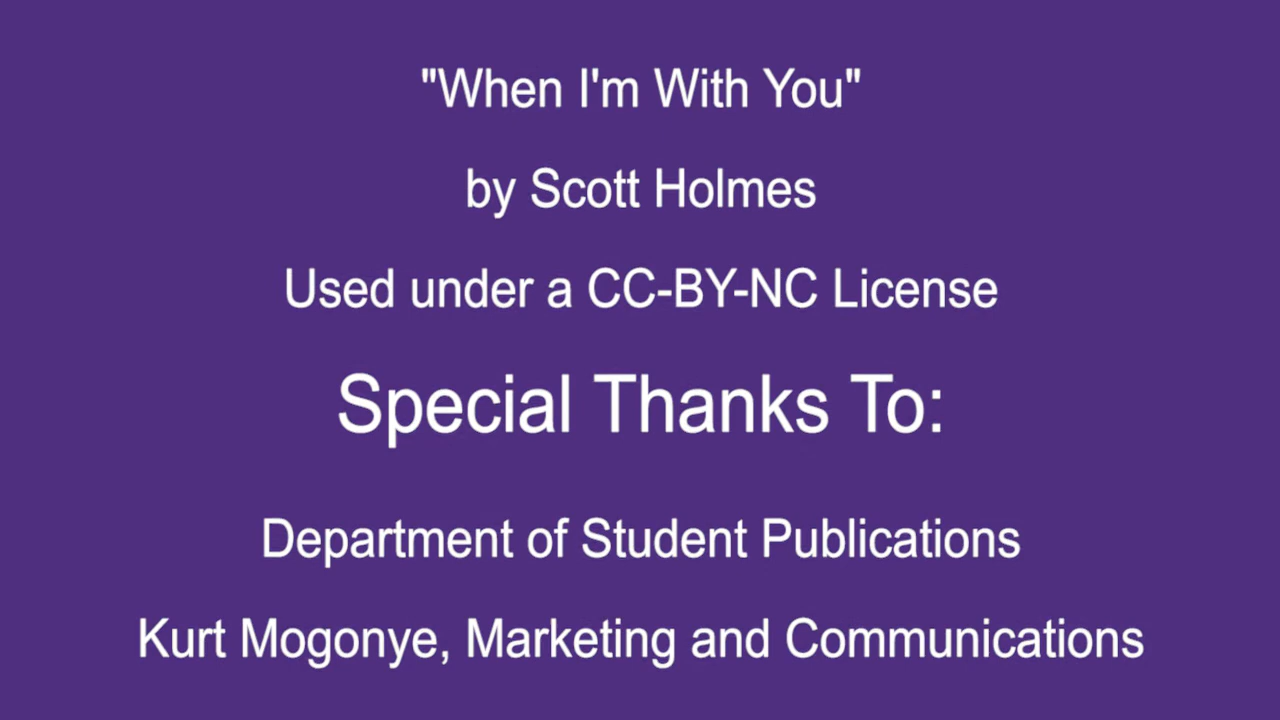 "When I'm With You"
by Scott Holmes
Used under a CC-BY-NC License
Special Thanks To:
Department of Student Publications
Kurt Mogonye, Marketing and Communications